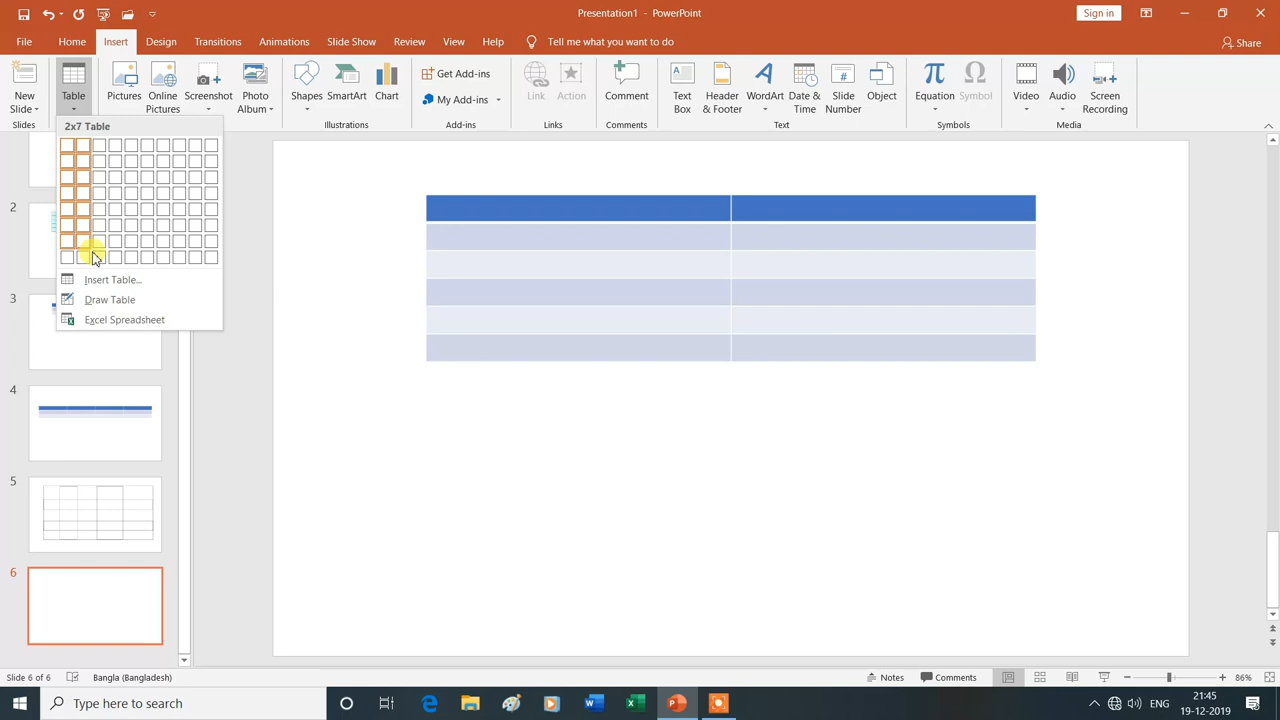 Presentation1 - PowerPoint
Sign in
File Home Insert Design Transitions Animations Slide Show Review View Help Tell me what you want to do
Share
New Slide
Table
Pictures
Online Pictures
Screenshot
Photo Album
Shapes
SmartArt
Chart
Get Add-ins
My Add-ins
Link
Action
Comment
Text Box
Header & Footer
WordArt
Date & Time
Slide Number
Object
Equation
Symbol
Video
Audio
Screen Recording
Slides
Illustrations
Add-ins
Links
Comments
Text
Symbols
Media
2x7 Table
Insert Table...
Draw Table
Excel Spreadsheet
2
3
4
5
6
Slide 6 of 6
Bangla (Bangladesh)
Notes
Comments
86%
Type here to search
ENG
21:45
19-12-2019